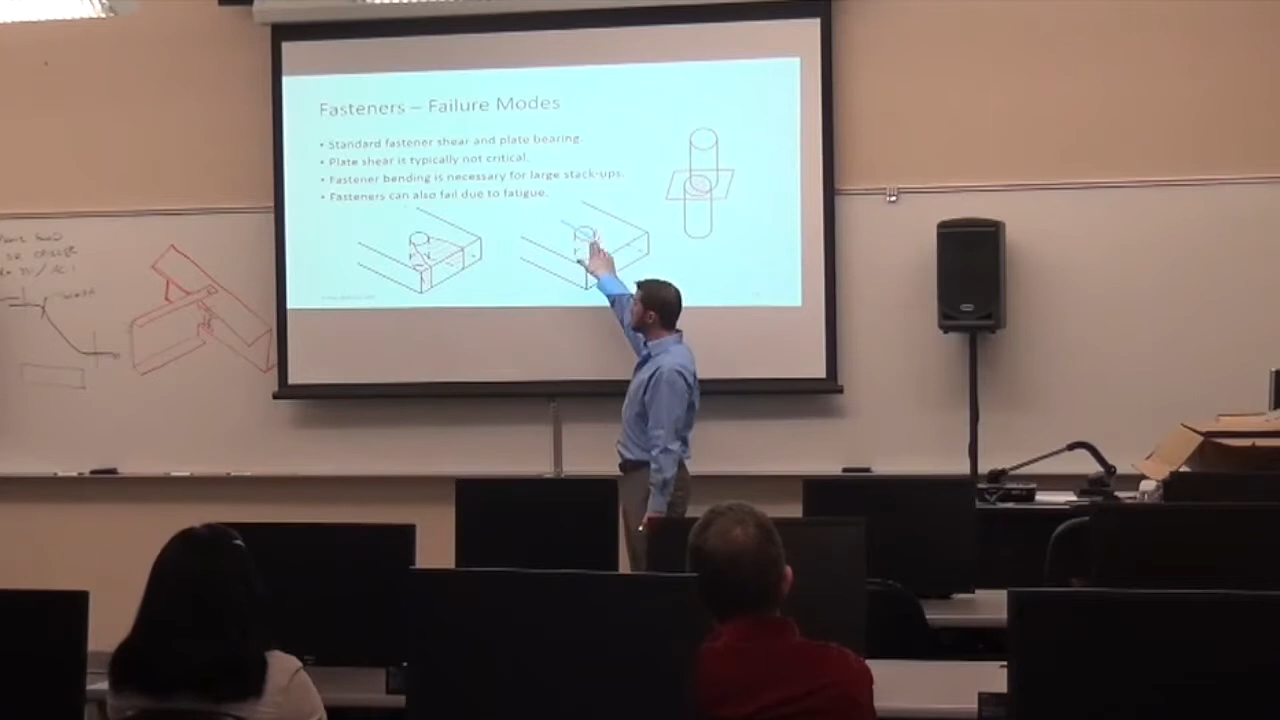 Fasteners – Failure Modes
• Standard fastener shear and plate bearing.
• Plate shear is typically not critical.
• Fastener bending is necessary for large stack-ups.
• Fasteners can also fail due to fatigue.